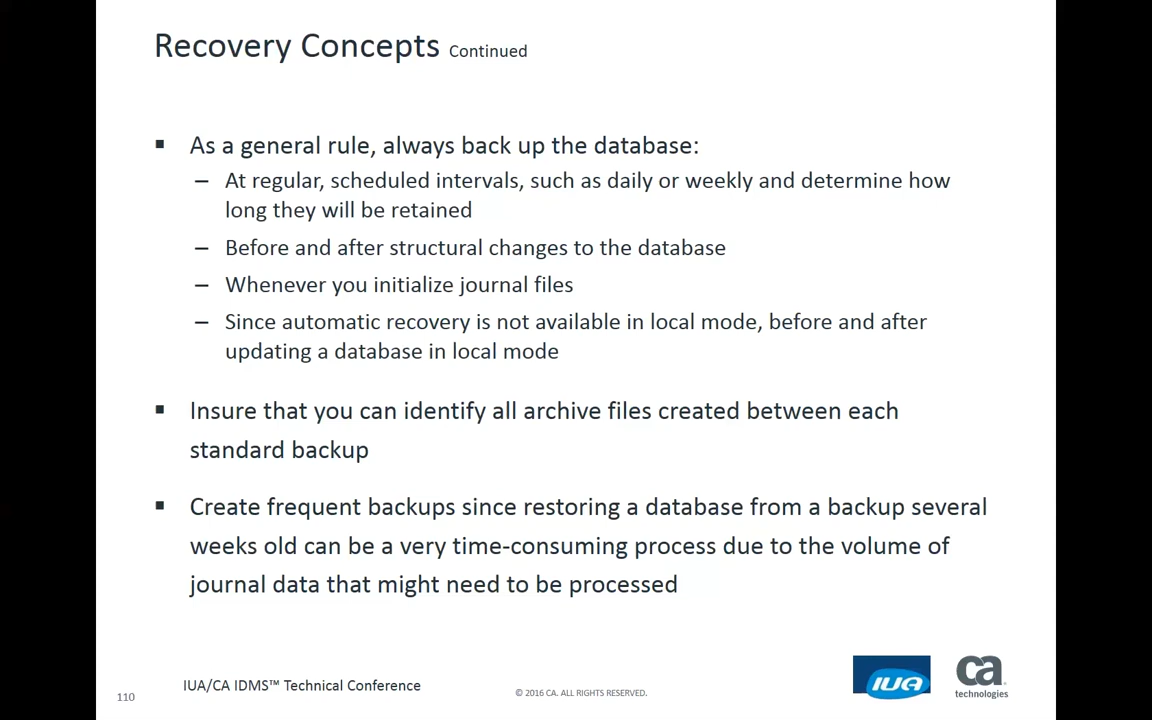 Recovery Concepts Continued
▪ As a general rule, always back up the database:
– At regular, scheduled intervals, such as daily or weekly and determine how
long they will be retained
– Before and after structural changes to the database
– Whenever you initialize journal files
– Since automatic recovery is not available in local mode, before and after
updating a database in local mode
▪ Insure that you can identify all archive files created between each
standard backup
▪ Create frequent backups since restoring a database from a backup several
weeks old can be a very time-consuming process due to the volume of
journal data that might need to be processed
110
IUA/CA IDMS™ Technical Conference
© 2016 CA. ALL RIGHTS RESERVED.
IUA
ca
technologies